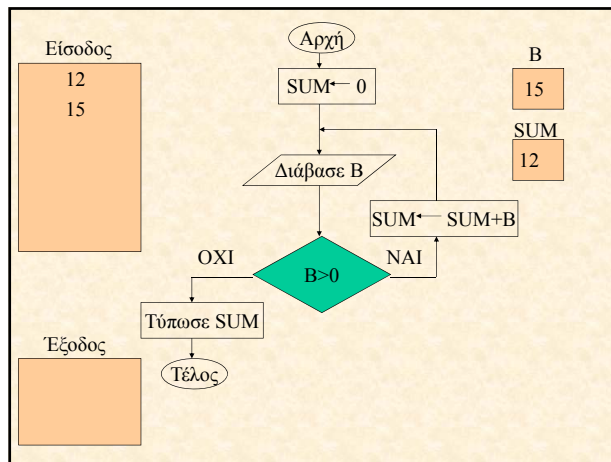 Είσοδος
12
15
Αρχή
SUM ← 0
Διάβασε Β
B>0
ΟΧΙ
ΝΑΙ
SUM ← SUM+B
Τύπωσε SUM
Τέλος
B
15
SUM
12
Έξοδος